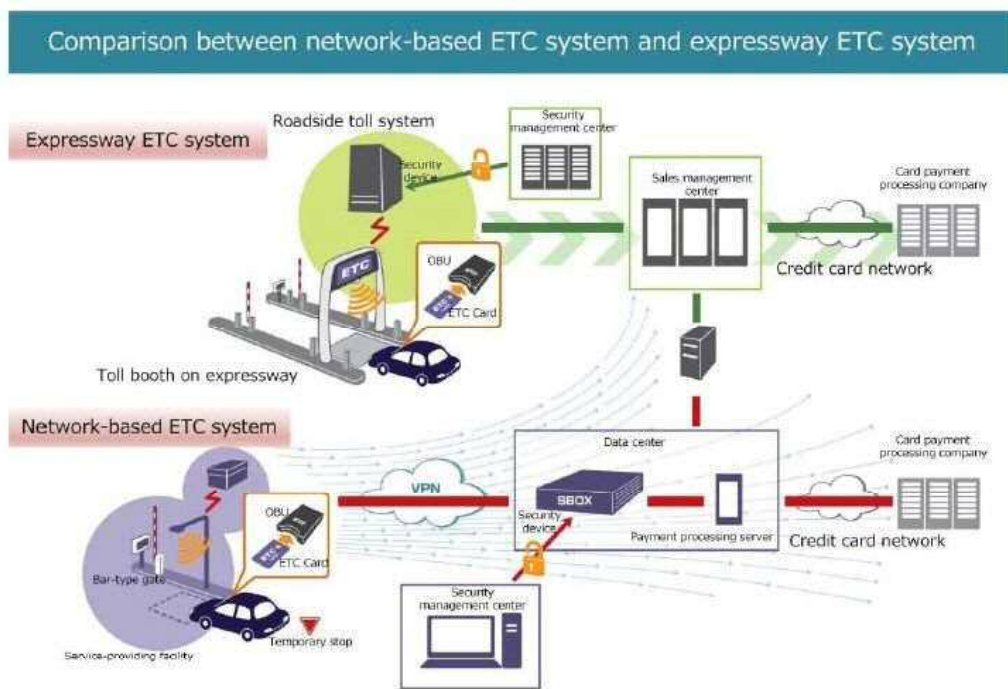 Comparison between network-based ETC system and expressway ETC system
Expressway ETC system
Roadside toll system
Security
device
Security
management center
Sales management
center
Card payment
processing company
Credit card network
ETC
OBU
ETC Card
Toll booth on expressway
Network-based ETC system
VPN
Data center
SBOX
Security
device
Payment processing server
Card payment
processing company
Credit card network
OBU
ETC Card
Bar-type gate
Temporary stop
Service-providing facility
Security
management center